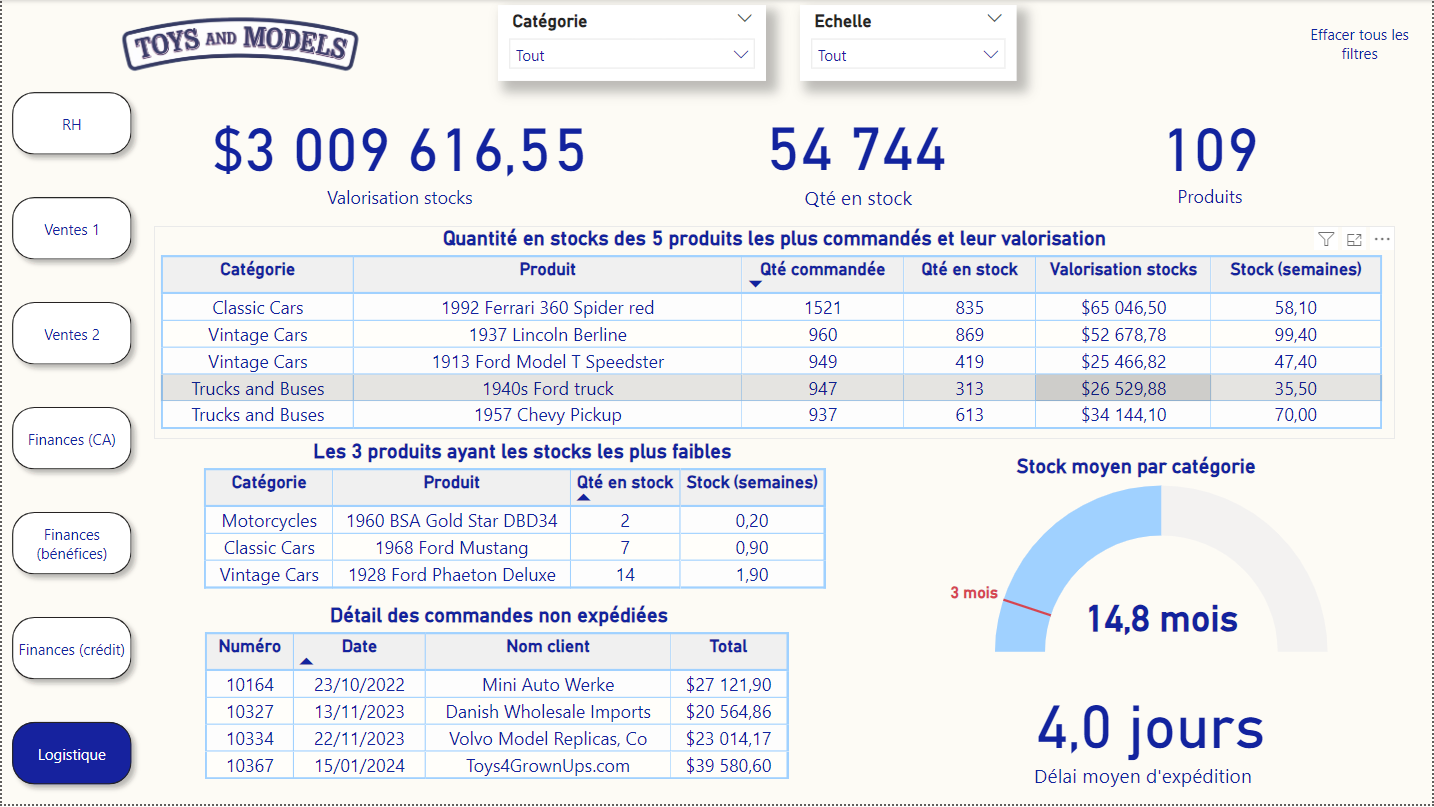 TOYS AND MODELS
Catégorie
Tout
Echelle
Tout
Effacer tous les
filtres
RH
Ventes 1
Ventes 2
Finances (CA)
Finances
(bénéfices)
Finances (crédit)
Logistique
$3 009 616,55
Valorisation stocks
54 744
Qté en stock
109
Produits
Quantité en stocks des 5 produits les plus commandés et leur valorisation
Catégorie Produit Qté commandée Qté en stock Valorisation stocks Stock (semaines)
Classic Cars 1992 Ferrari 360 Spider red 1521 835 $65 046,50 58,10
Vintage Cars 1937 Lincoln Berline 960 869 $52 678,78 99,40
Vintage Cars 1913 Ford Model T Speedster 949 419 $25 466,82 47,40
Trucks and Buses 1940s Ford truck 947 313 $26 529,88 35,50
Trucks and Buses 1957 Chevy Pickup 937 613 $34 144,10 70,00
Les 3 produits ayant les stocks les plus faibles
Catégorie Produit Qté en stock Stock (semaines)
Motorcycles 1960 BSA Gold Star DBD34 2 0,20
Classic Cars 1968 Ford Mustang 7 0,90
Vintage Cars 1928 Ford Phaeton Deluxe 14 1,90
Détail des commandes non expédiées
Numéro Date Nom client Total
10164 23/10/2022 Mini Auto Werke $27 121,90
10327 13/11/2023 Danish Wholesale Imports $20 564,86
10334 22/11/2023 Volvo Model Replicas, Co $23 014,17
10367 15/01/2024 Toys4GrownUps.com $39 580,60
Stock moyen par catégorie
3 mois
14,8 mois
4,0 jours
Délai moyen d'expédition